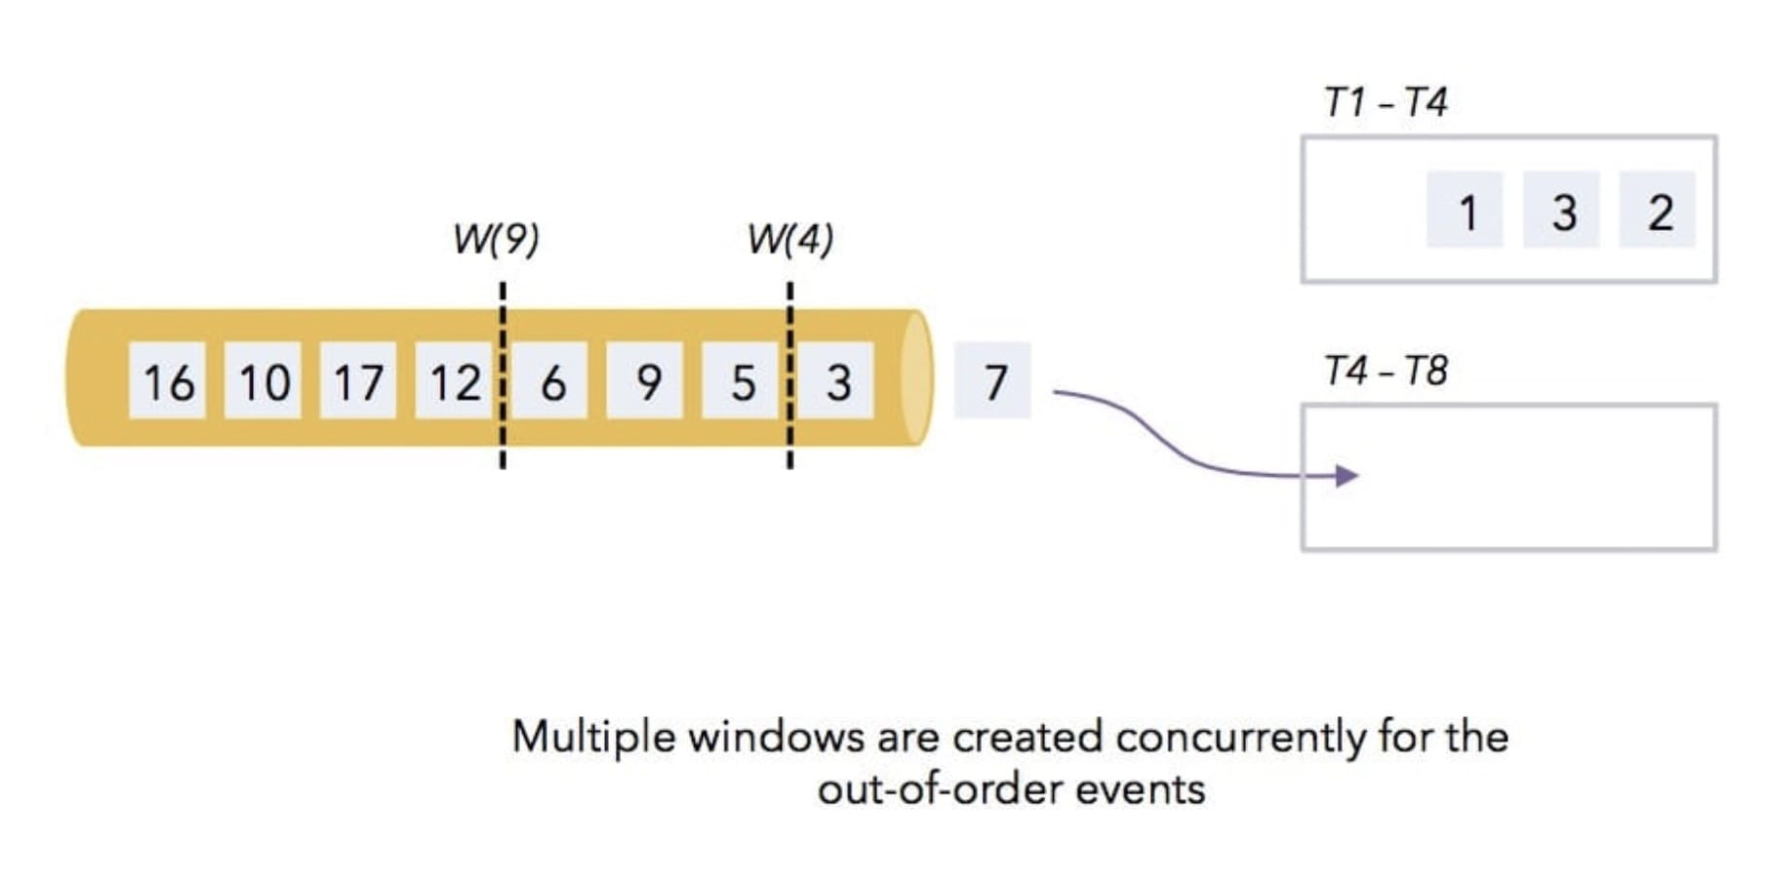 T1 – T4
1 3 2
W(9) W(4)
16 10 17 12 6 9 5 3 7
T4 – T8
Multiple windows are created concurrently for the
out-of-order events